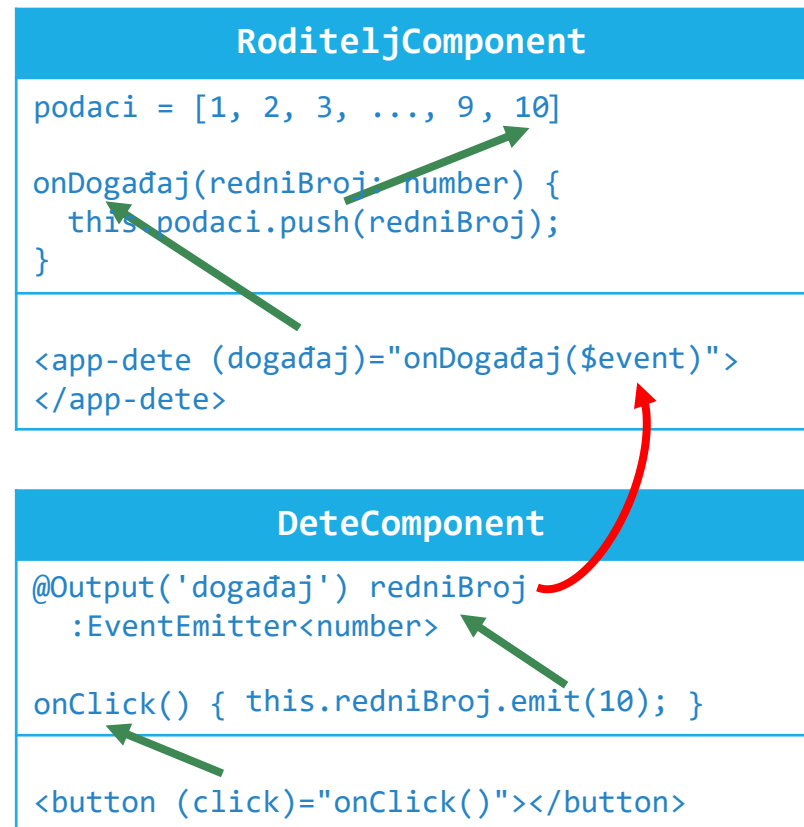 RoditeljComponent
podaci = [1, 2, 3, ..., 9, 10]
onDogađaj(redniBroj: number) {
  this.podaci.push(redniBroj);
}
<app-dete (događaj)="onDogađaj($event)">
</app-dete>
DeteComponent
@Output('događaj') redniBroj
  :EventEmitter<number>
onClick() { this.redniBroj.emit(10); }
<button (click)="onClick()"></button>